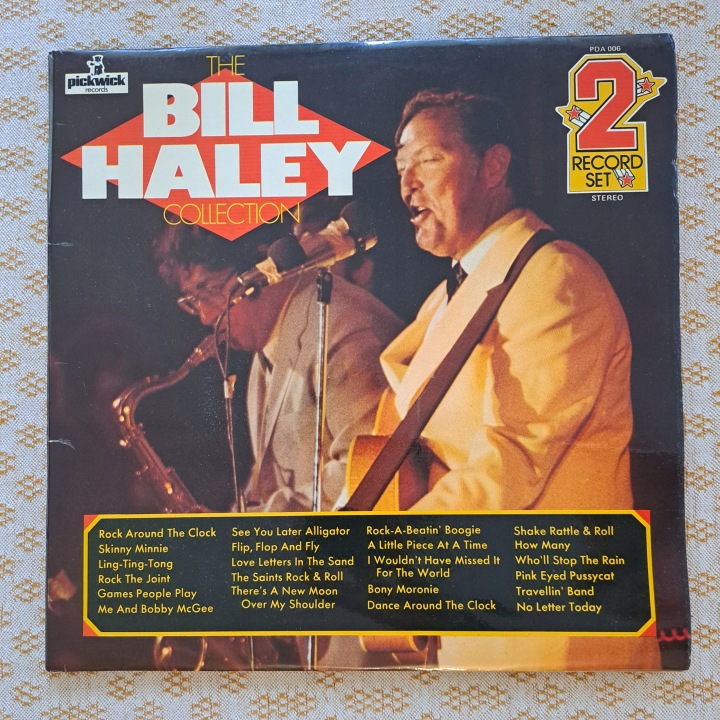 pickwick
records
THE
BILL
HALEY
COLLECTION
PDA 006
2
RECORD
SET
STEREO
Rock Around The Clock
Skinny Minnie
Ling-Ting-Tong
Rock The Joint
Games People Play
Me And Bobby McGee
See You Later Alligator
Flip, Flop And Fly
Love Letters In The Sand
The Saints Rock & Roll
There's A New Moon
Over My Shoulder
Rock-A-Beatin' Boogie
A Little Piece At A Time
I Wouldn't Have Missed It
For The World
Bony Moronie
Dance Around The Clock
Shake Rattle & Roll
How Many
Who'll Stop The Rain
Pink Eyed Pussycat
Travellin' Band
No Letter Today